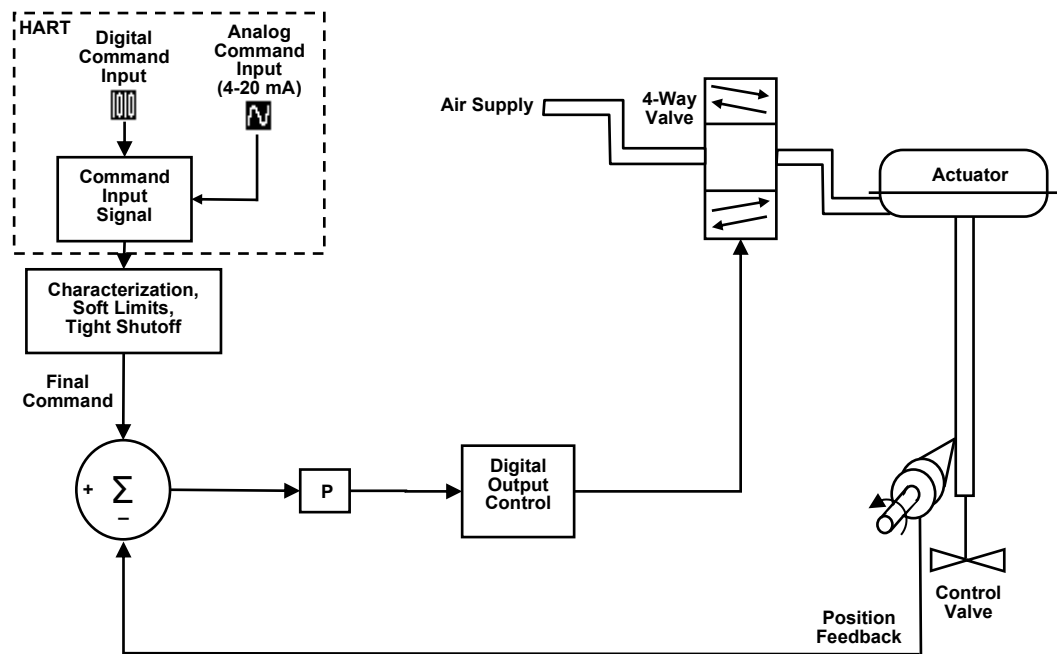 HART
Digital
Command
Input
1010
Analog
Command
Input
(4-20 mA)
Command
Input
Signal
Characterization,
Soft Limits,
Tight Shutoff
Final
Command
+
Σ
–
P
Digital
Output
Control
Air Supply
4-Way
Valve
Actuator
Control
Valve
Position
Feedback